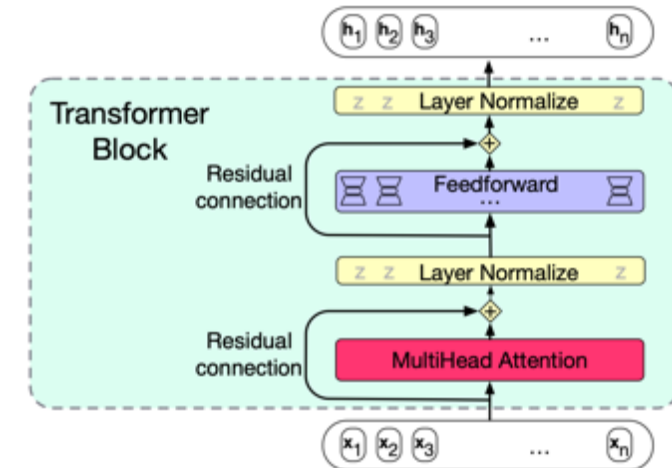 h1 h2 h3 ... hn
Transformer
Block
z z Layer Normalize z
+
Residual
connection
Feedforward
...
z z Layer Normalize z
+
Residual
connection
MultiHead Attention
x1 x2 x3 ... xn